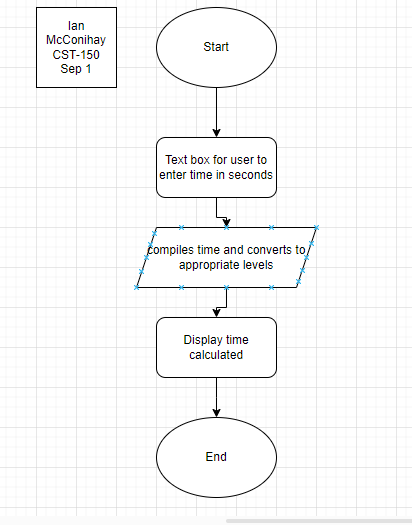 Ian
McConihay
CST-150
Sep 1
Start
Text box for user to
enter time in seconds
compiles time and converts to
appropriate levels
Display time
calculated
End